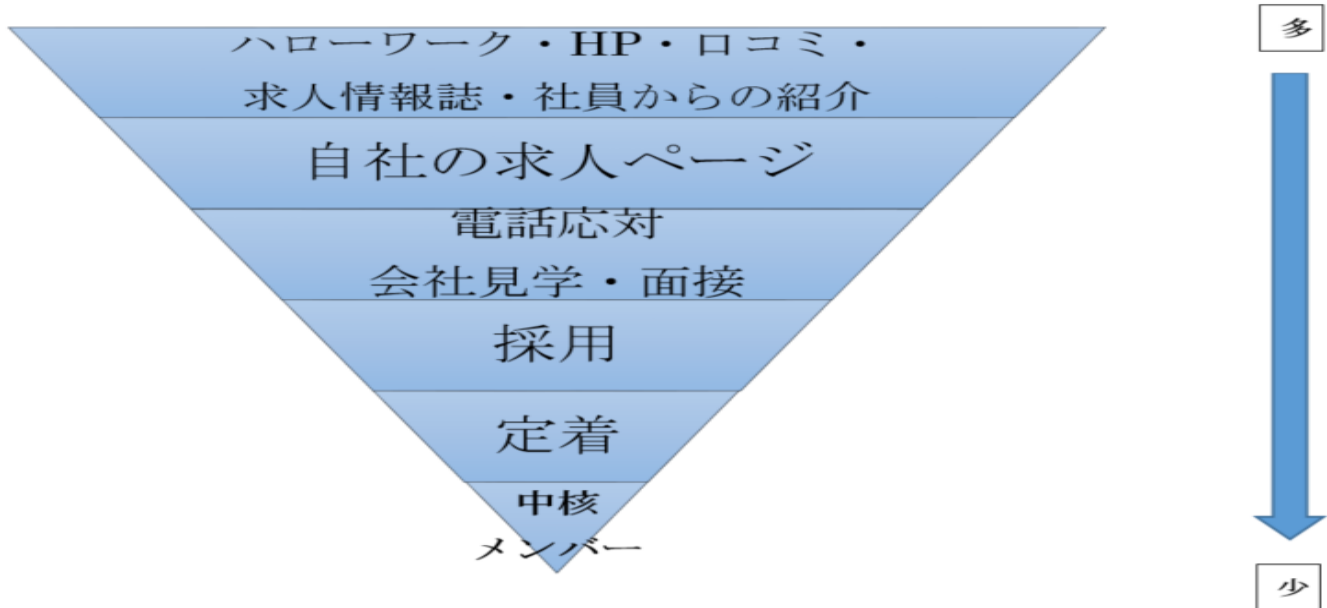 ハローワーク・HP・口コミ・
求人情報誌・社員からの紹介
自社の求人ページ
電話応対
会社見学・面接
採用
定着
中核
メンバー
多
少